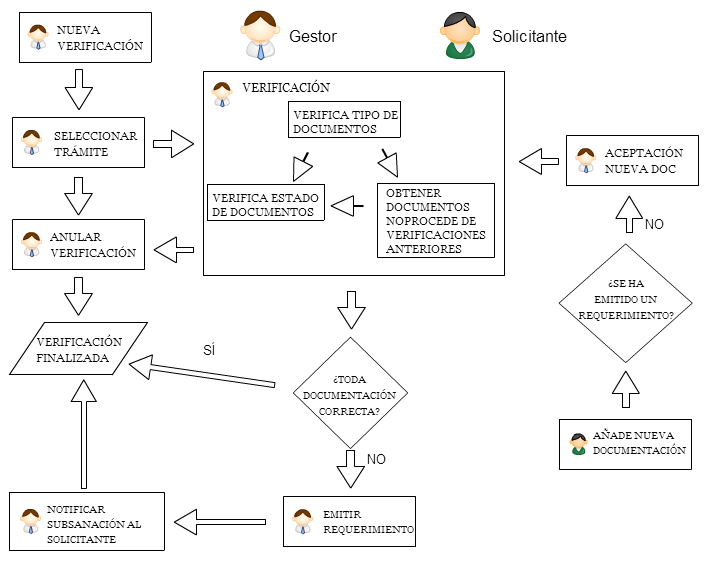 NUEVA
VERIFICACIÓN
Gestor
Solicitante
SELECCIONAR
TRÁMITE
VERIFICACIÓN
VERIFICA TIPO DE
DOCUMENTOS
VERIFICA ESTADO
DE DOCUMENTOS
OBTENER
DOCUMENTOS
NOPROCEDE DE
VERIFICACIONES
ANTERIORES
ACEPTACIÓN
NUEVA DOC
ANULAR
VERIFICACIÓN
NO
¿SE HA
EMITIDO UN
REQUERIMIENTO?
VERIFICACIÓN
FINALIZADA
SÍ
¿TODA
DOCUMENTACIÓN
CORRECTA?
AÑADE NUEVA
DOCUMENTACIÓN
NO
NOTIFICAR
SUBSANACIÓN AL
SOLICITANTE
EMITIR
REQUERIMIENTO